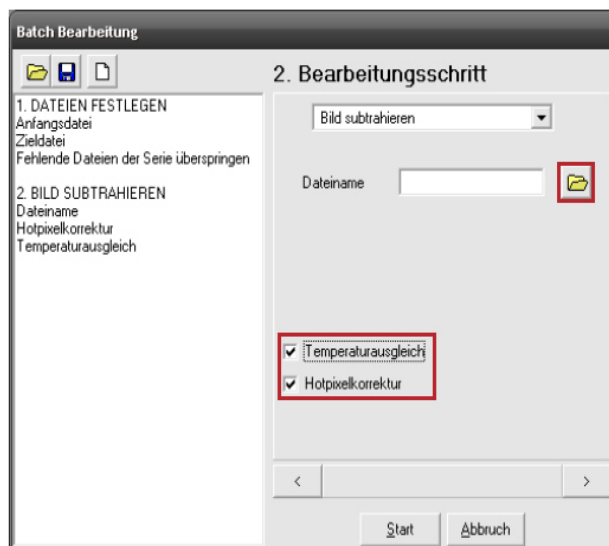 Batch Bearbeitung
1. DATEIEN FESTLEGEN
Anfangsdatei
Zieldatei
Fehlende Dateien der Serie überspringen
2. BILD SUBTRAHIEREN
Dateiname
Hotpixelkorrektur
Temperaturausgleich
2. Bearbeitungsschritt
Bild subtrahieren
Dateiname
Temperaturausgleich
Hotpixelkorrektur
< >
Start Abbruch